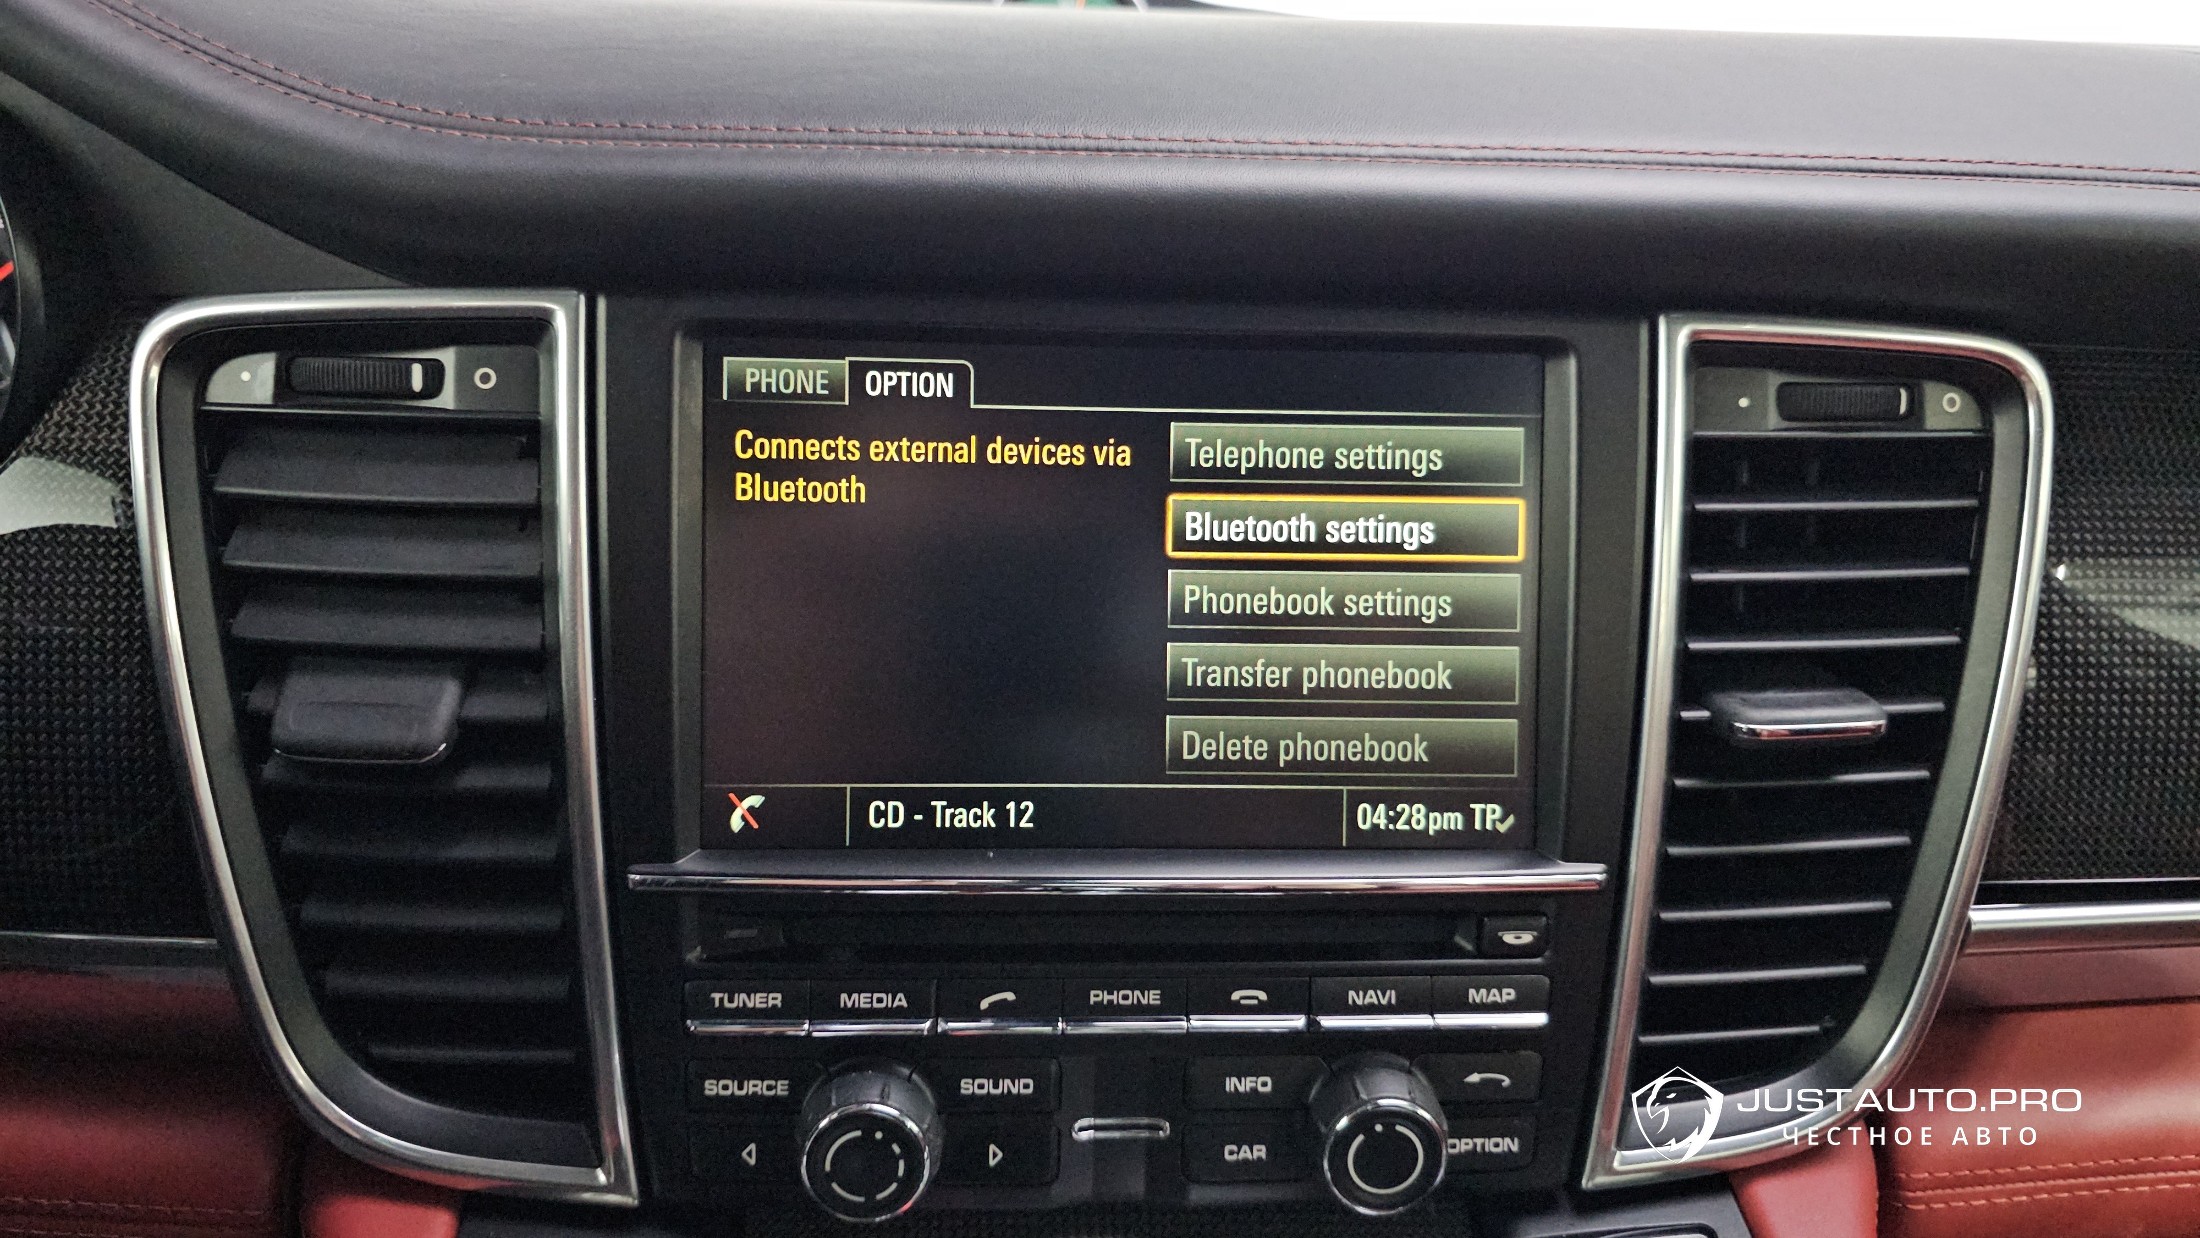 PHONE OPTION
Connects external devices via
Bluetooth
Telephone settings
Bluetooth settings
Phonebook settings
Transfer phonebook
Delete phonebook
CD - Track 12
04:28pm TP
TUNER MEDIA PHONE NAVI MAP
SOURCE SOUND INFO
CAR OPTION
JUSTAUTO.PRO
ЧЕСТНОЕ АВТО